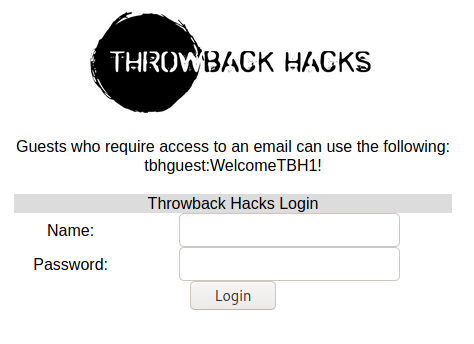 THROWBACK HACKS
Guests who require access to an email can use the following:
tbhguest:WelcomeTBH1!
Throwback Hacks Login
Name:
Password:
Login